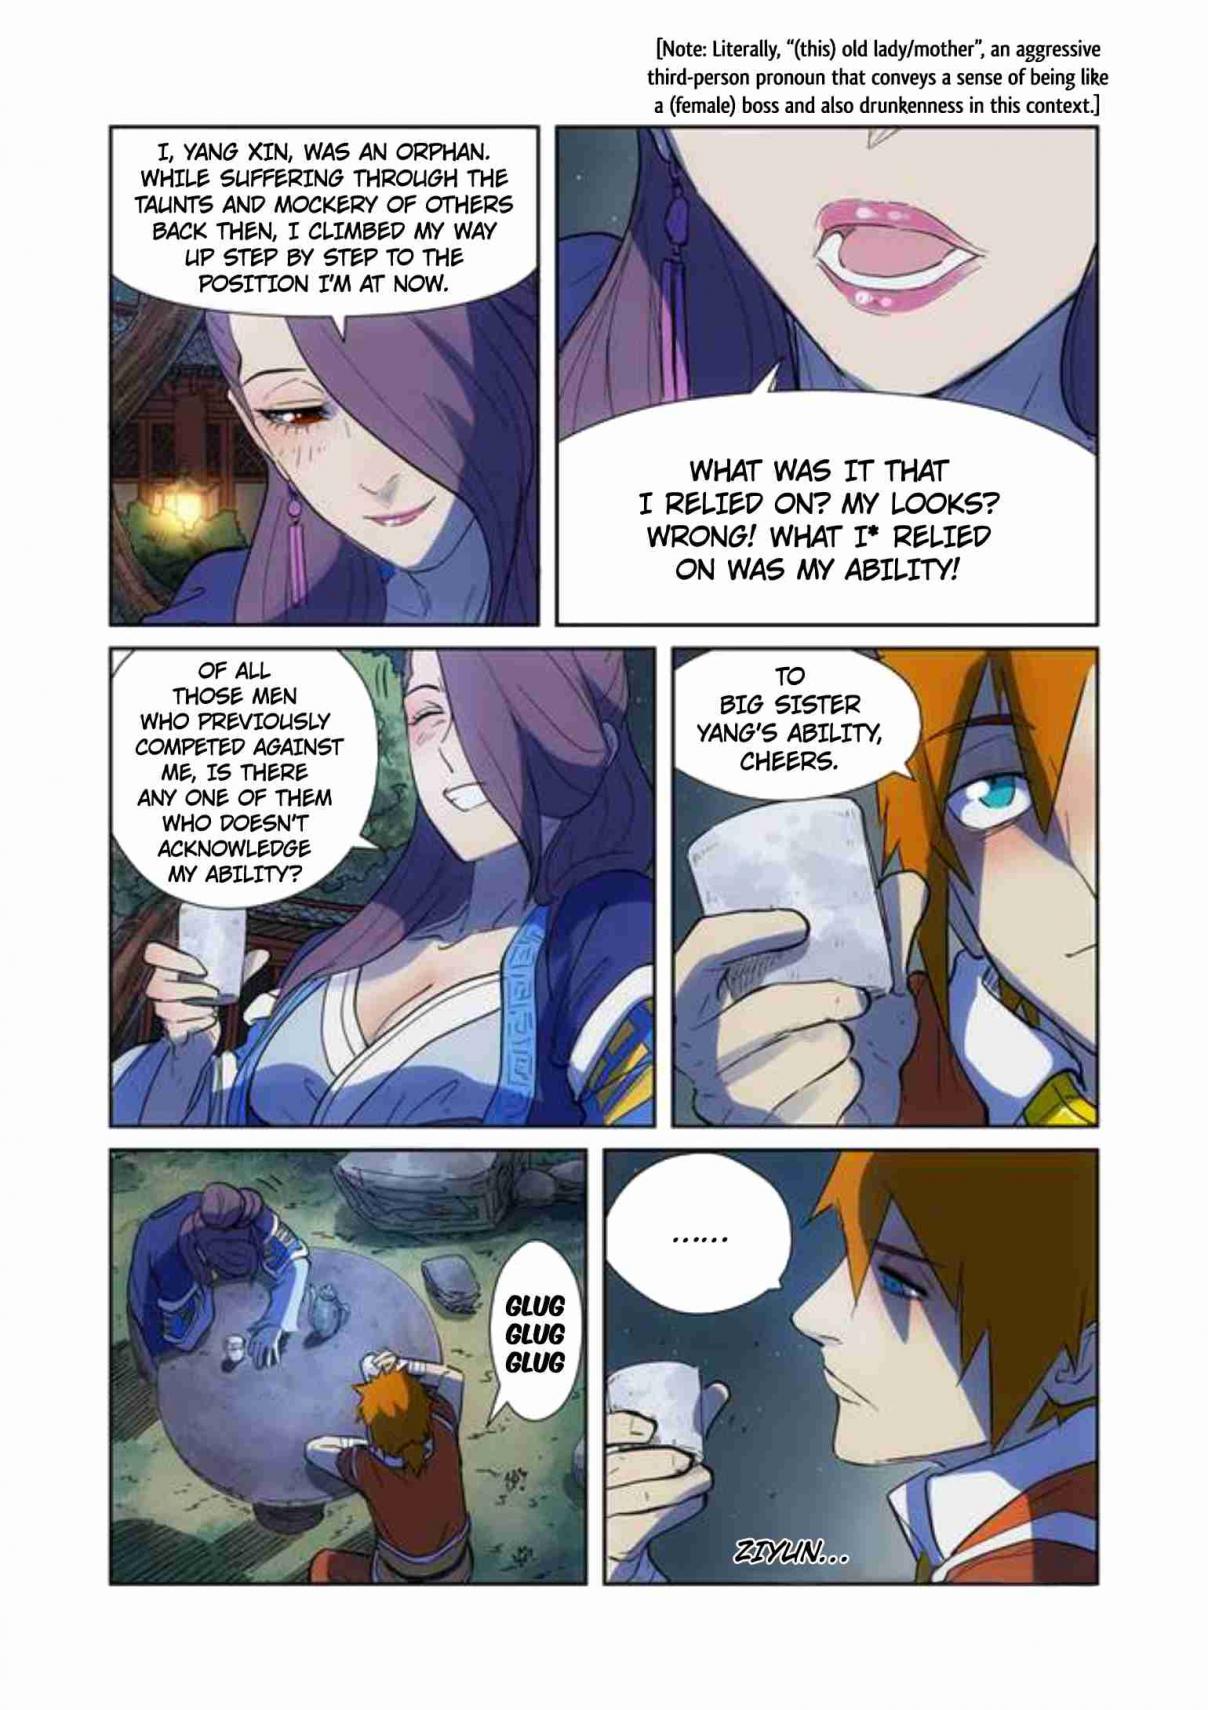 [Note: Literally, “(this) old lady/mother”, an aggressive
third-person pronoun that conveys a sense of being like
a (female) boss and also drunkenness in this context.]
I, YANG XIN, WAS AN ORPHAN.
WHILE SUFFERING THROUGH THE
TAUNTS AND MOCKERY OF OTHERS
BACK THEN, I CLIMBED MY WAY
UP STEP BY STEP TO THE
POSITION I'M AT NOW.
WHAT WAS IT THAT
I RELIED ON? MY LOOKS?
WRONG! WHAT I* RELIED
ON WAS MY ABILITY!
OF ALL
THOSE MEN
WHO PREVIOUSLY
COMPETED AGAINST
ME, IS THERE
ANY ONE OF THEM
WHO DOESN'T
ACKNOWLEDGE
MY ABILITY?
TO
BIG SISTER
YANG'S ABILITY,
CHEERS.
GLUG
GLUG
GLUG
......
ZIYUN...